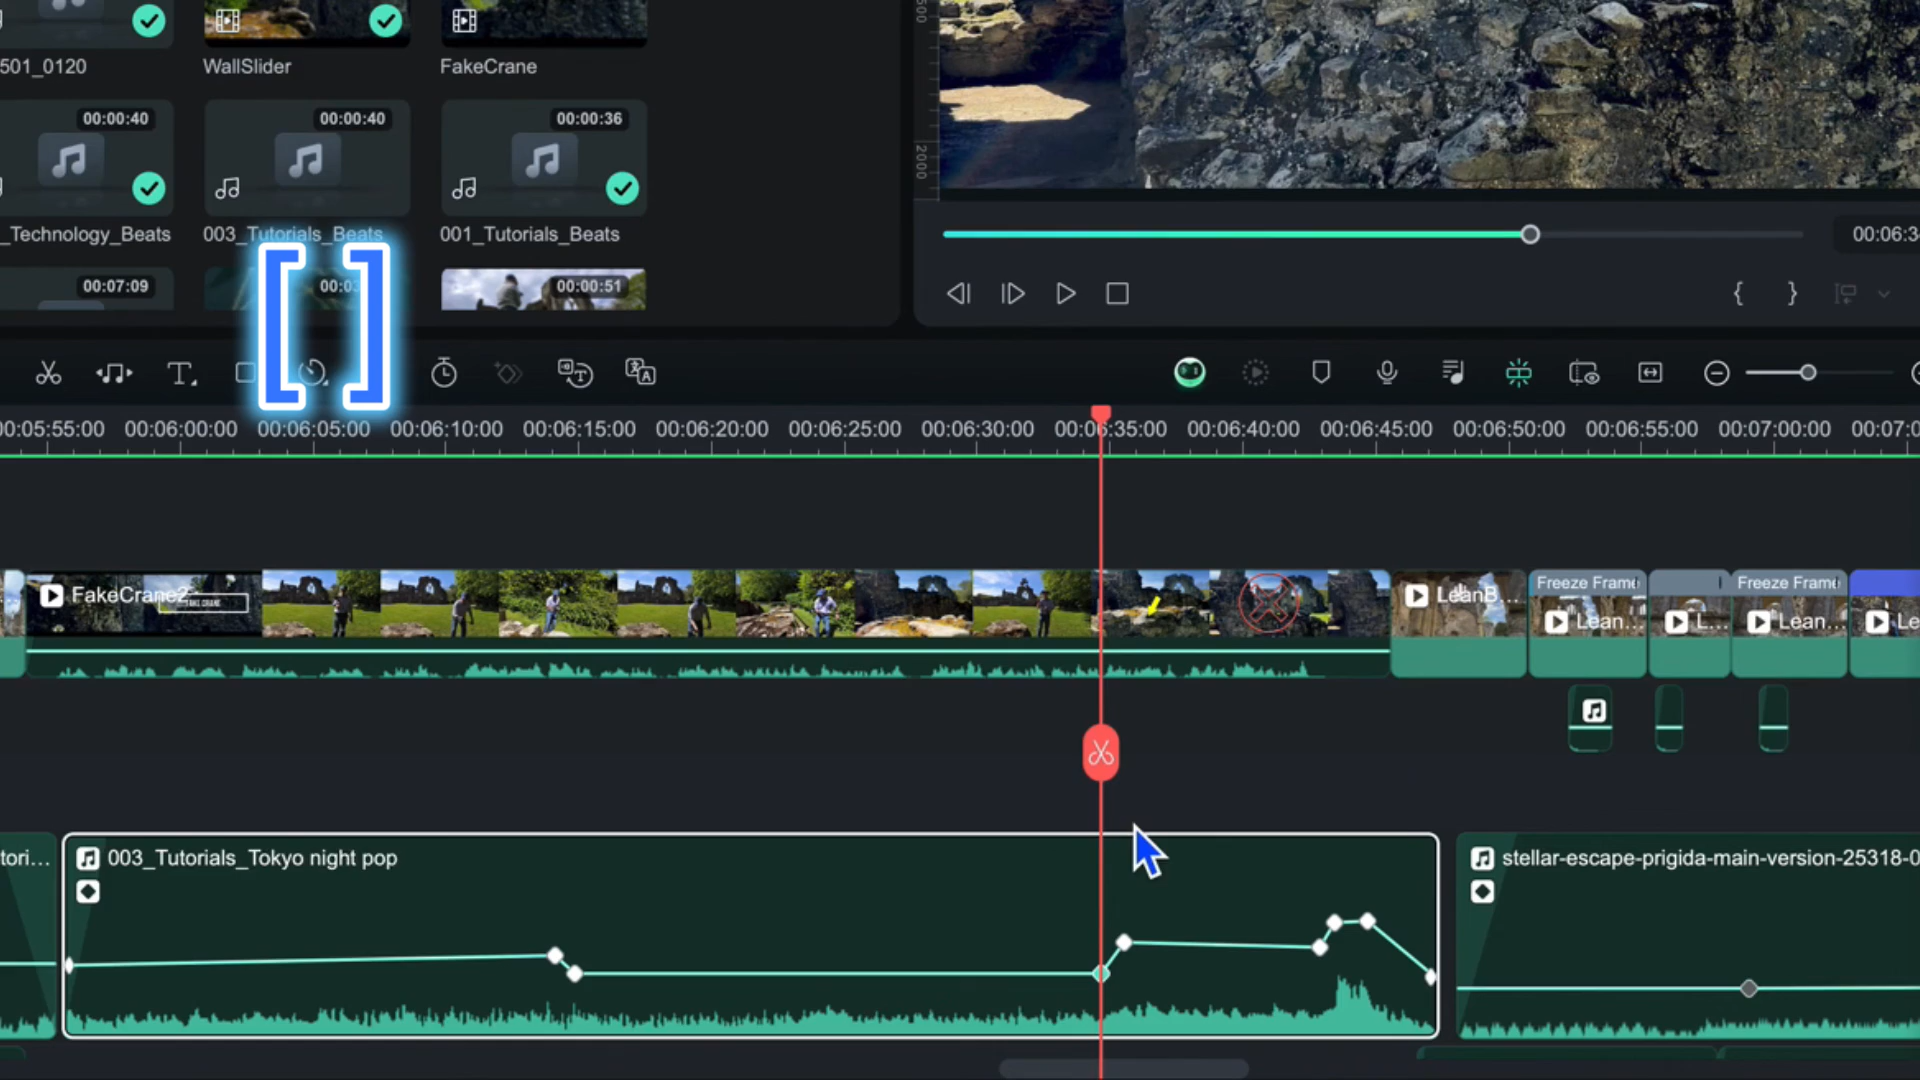 501_0120
WallSlider
FakeCrane
500
00:00:40
00:00:40
00:00:36
2000
_Technology_Beats
003_Tutorials_Beats
001_Tutorials_Beats
00:06:3
00:07:09
00:03
00:00:51
[ ]
{ }
T
00:05:55:00
00:06:00:00
00:06:05:00
00:06:10:00
00:06:15:00
00:06:20:00
00:06:25:00
00:06:30:00
00:06:35:00
00:06:40:00
00:06:45:00
00:06:50:00
00:06:55:00
00:07:00:00
00:07:0
FakeCrane2
FAKE CRANE
LeanB...
Freeze Frame
Lean...
L...
Freeze Frame
Lean...
Le
tori...
003_Tutorials_Tokyo night pop
stellar-escape-prigida-main-version-25318-0